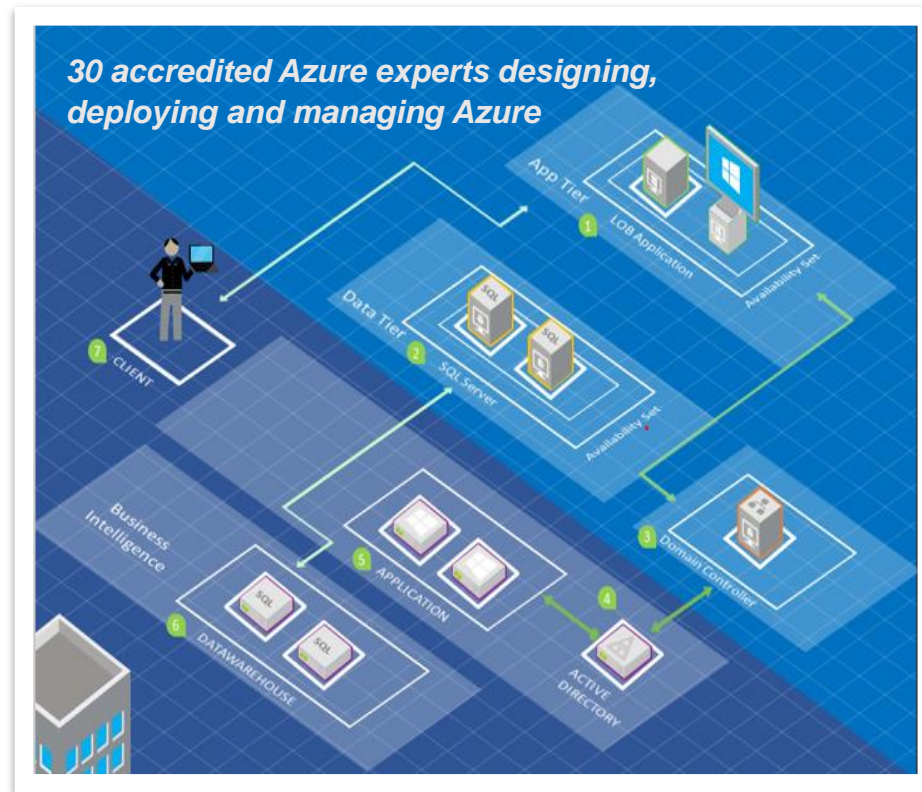 30 accredited Azure experts designing,
deploying and managing Azure
App Tier
1
LOB Application
Availability Set
Data Tier
SQL
SQL
2
SQL Server
Availability Set
7
CLIENT
3
Domain Controller
Business
Intelligence
5
APPLICATION
4
ACTIVE
DIRECTORY
SQL
SQL
6
DATAWAREHOUSE